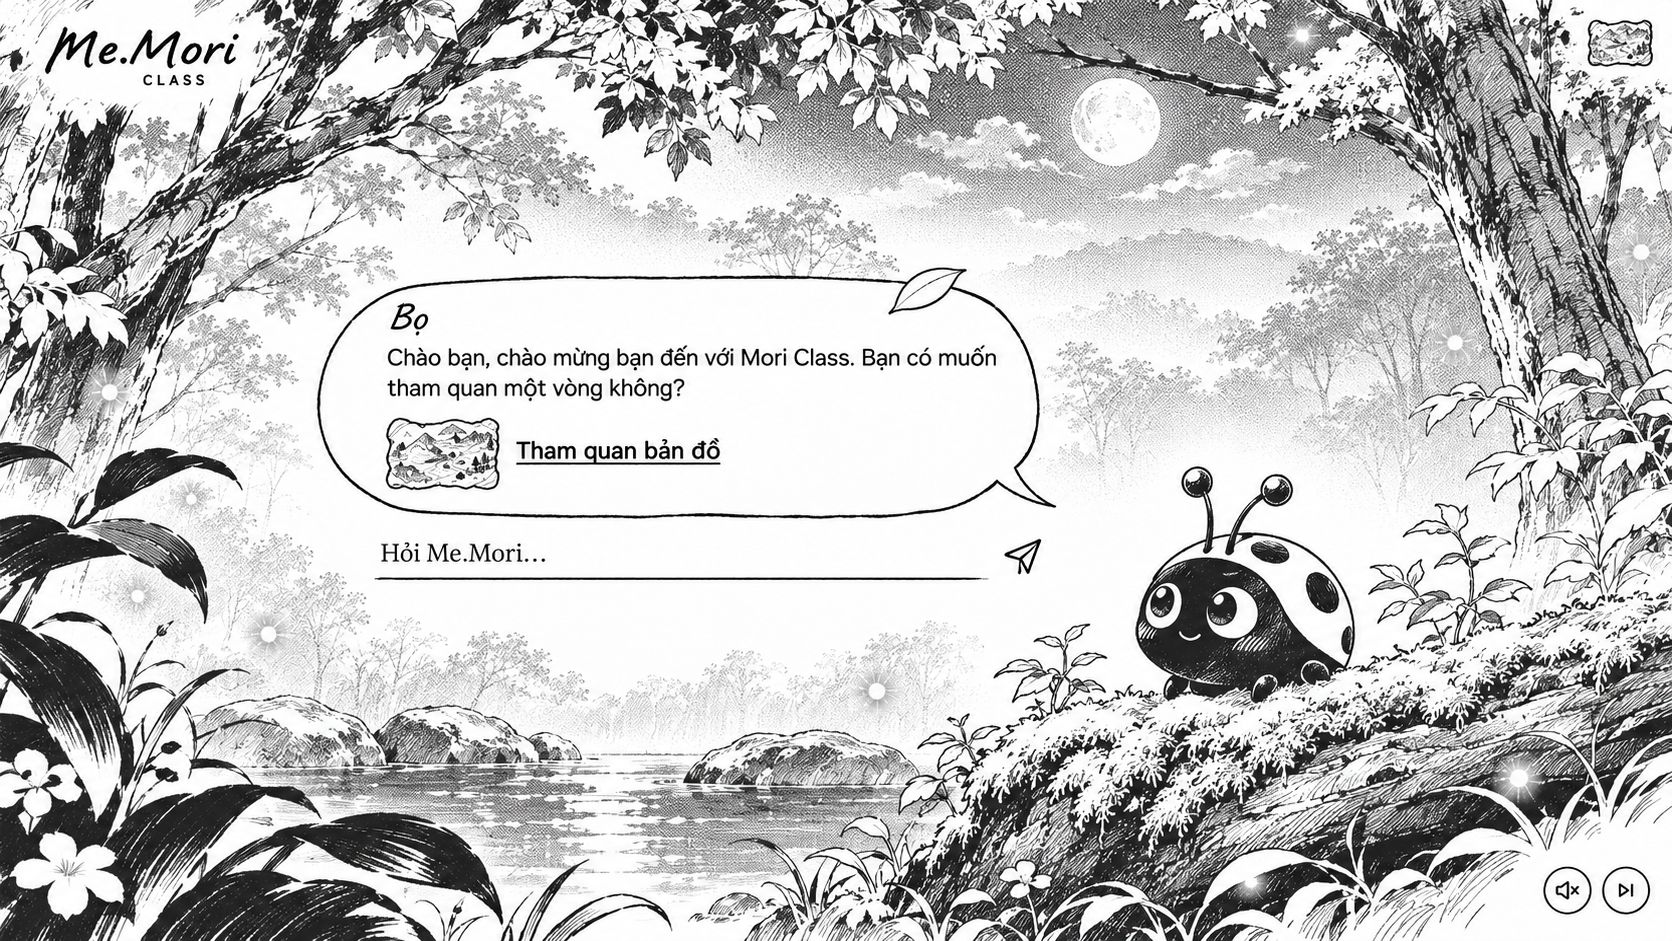 Me.Mori
CLASS
Bọ
Chào bạn, chào mừng bạn đến với Mori Class. Bạn có muốn
tham quan một vòng không?
Tham quan bản đồ
Hỏi Me.Mori...